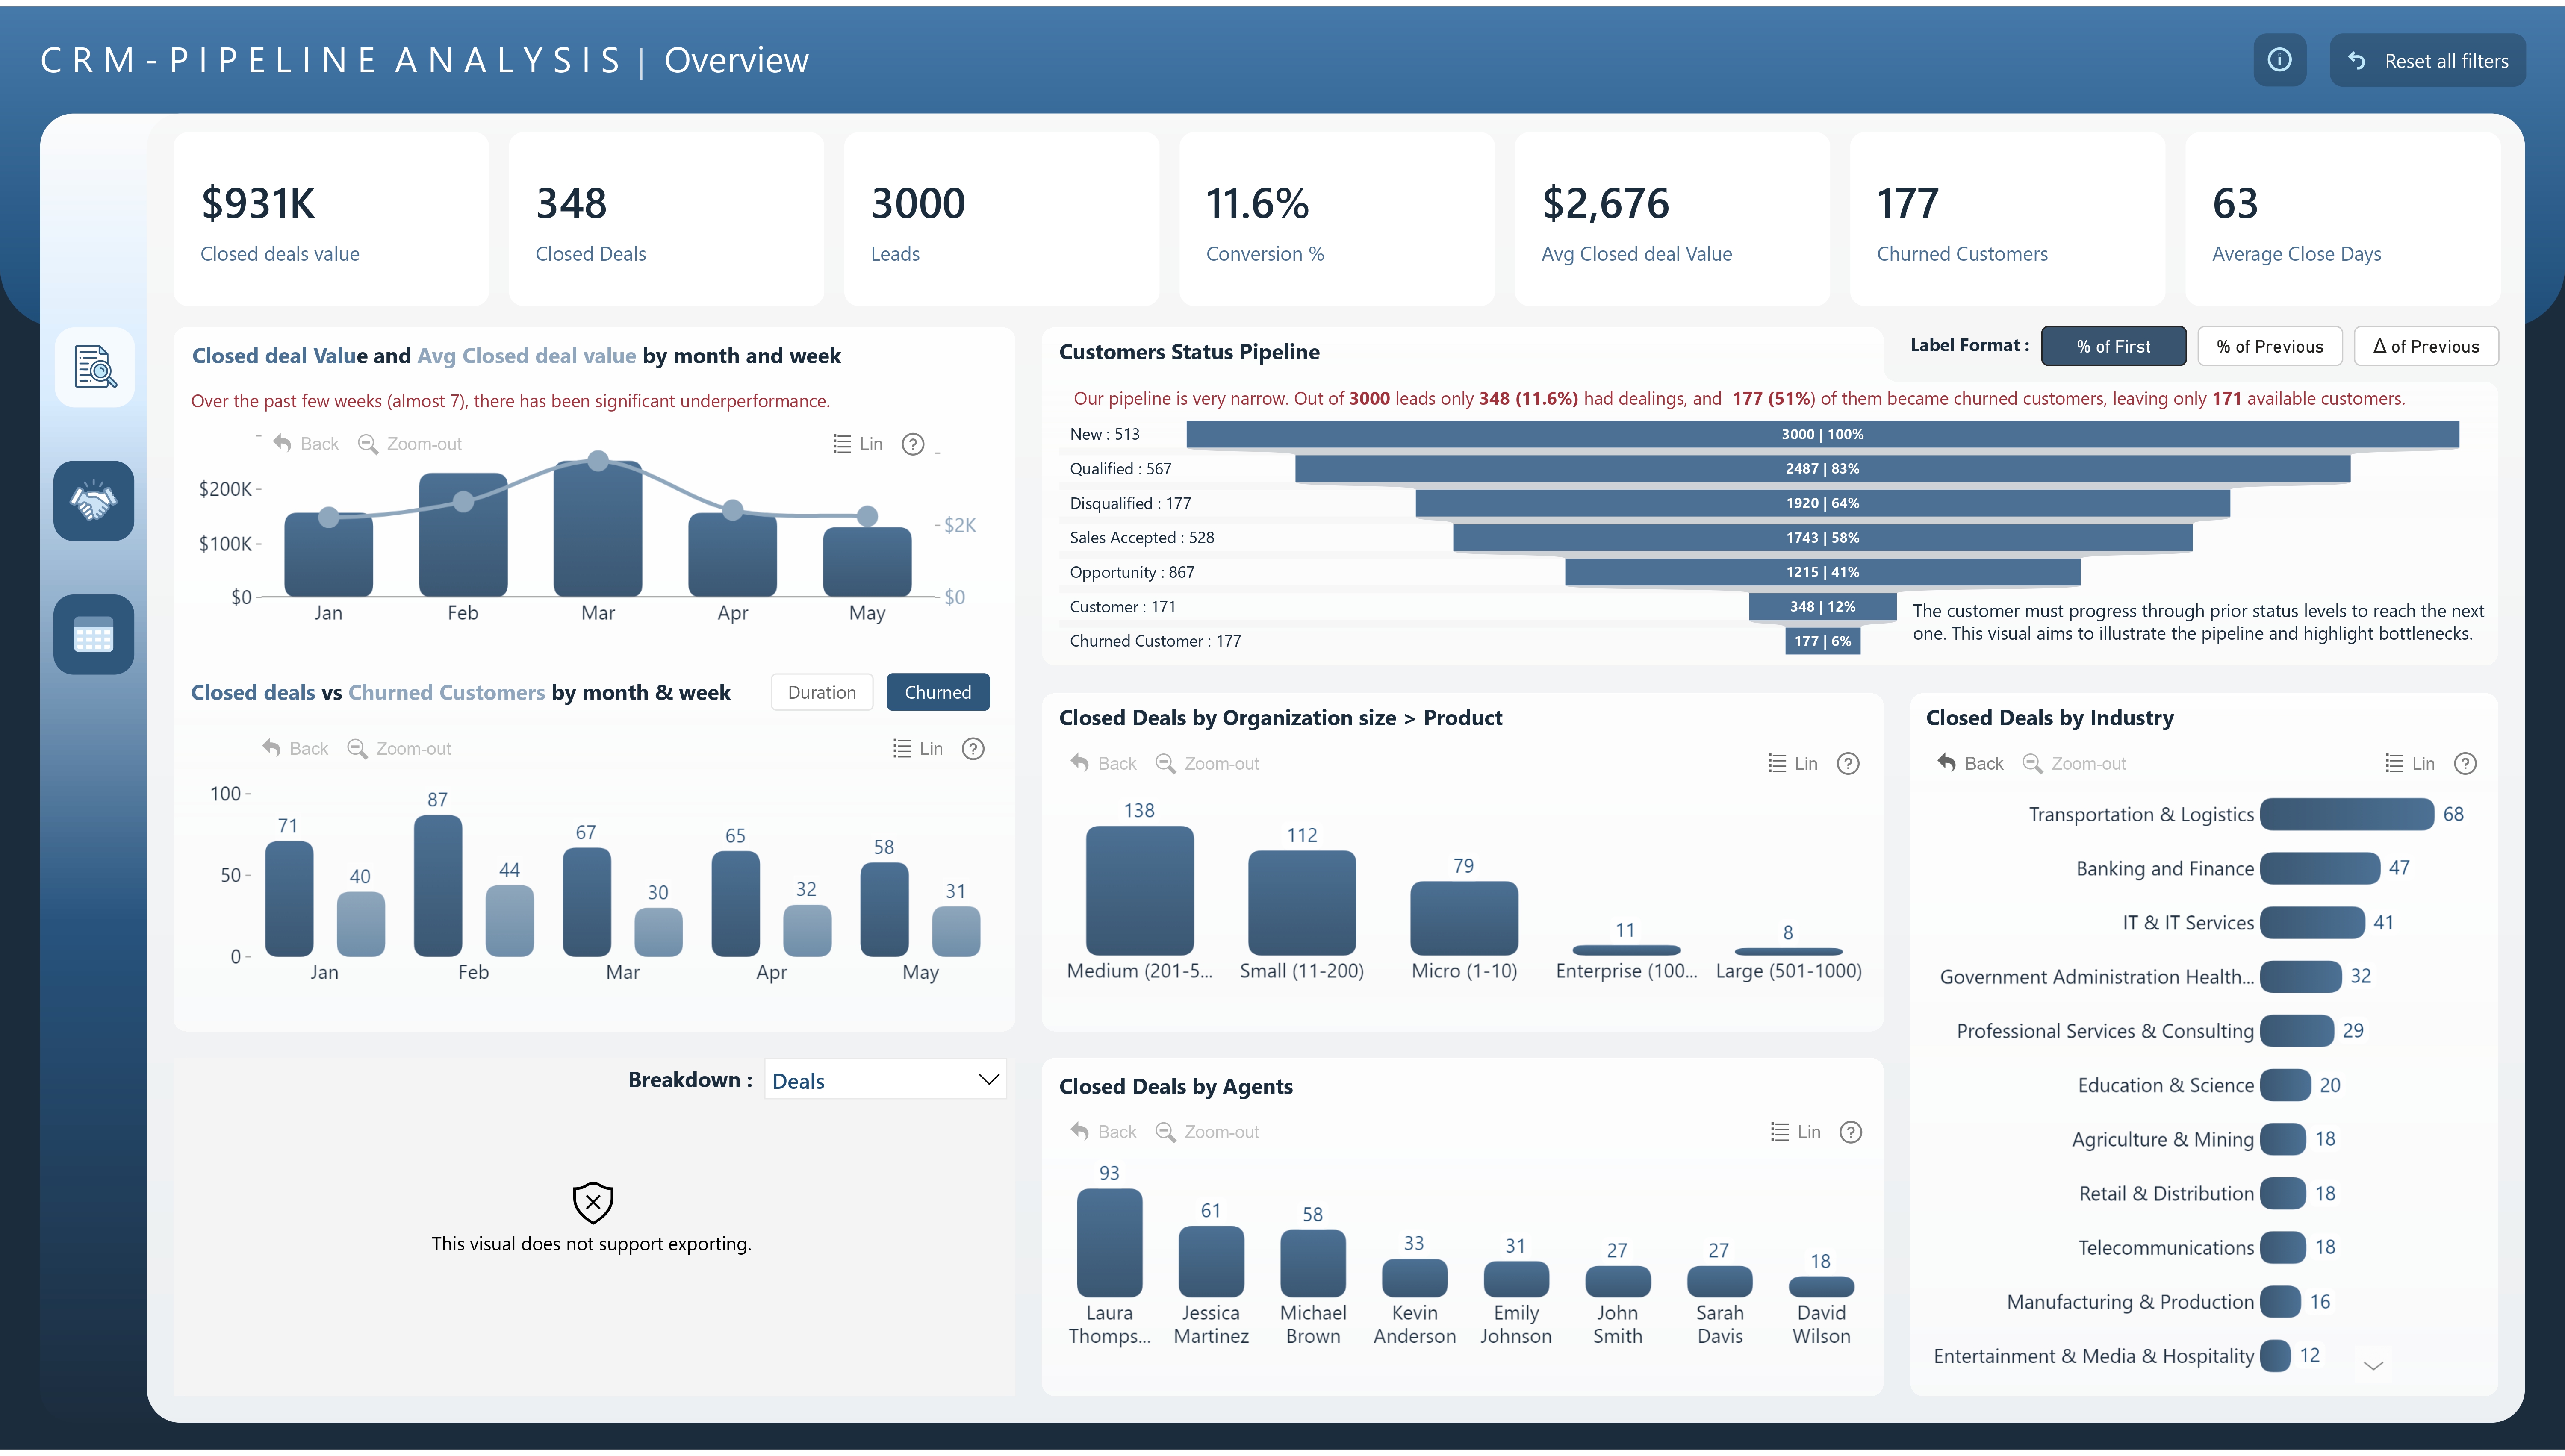 CRM-PIPELINE ANALYSIS | Overview
Reset all filters
$931K
Closed deals value
348
Closed Deals
3000
Leads
11.6%
Conversion %
$2,676
Avg Closed deal Value
177
Churned Customers
63
Average Close Days
Closed deal Value and Avg Closed deal value by month and week
Over the past few weeks (almost 7), there has been significant underperformance.
Back Zoom-out Lin ?
$200K
$100K
$0
$2K
$0
Jan Feb Mar Apr May
Closed deals vs Churned Customers by month & week
Duration Churned
Back Zoom-out Lin ?
100
50
0
71 40 87 44 67 30 65 32 58 31
Jan Feb Mar Apr May
Breakdown : Deals
This visual does not support exporting.
Customers Status Pipeline
Label Format : % of First % of Previous Δ of Previous
Our pipeline is very narrow. Out of 3000 leads only 348 (11.6%) had dealings, and 177 (51%) of them became churned customers, leaving only 171 available customers.
New : 513 3000 | 100%
Qualified : 567 2487 | 83%
Disqualified : 177 1920 | 64%
Sales Accepted : 528 1743 | 58%
Opportunity : 867 1215 | 41%
Customer : 171 348 | 12%
Churned Customer : 177 177 | 6%
The customer must progress through prior status levels to reach the next
one. This visual aims to illustrate the pipeline and highlight bottlenecks.
Closed Deals by Organization size > Product
Back Zoom-out Lin ?
138 112 79 11 8
Medium (201-5... Small (11-200) Micro (1-10) Enterprise (100... Large (501-1000)
Closed Deals by Agents
Back Zoom-out Lin ?
93 61 58 33 31 27 27 18
Laura Jessica Michael Kevin Emily John Sarah David
Thomps... Martinez Brown Anderson Johnson Smith Davis Wilson
Closed Deals by Industry
Back Zoom-out Lin ?
Transportation & Logistics 68
Banking and Finance 47
IT & IT Services 41
Government Administration Health... 32
Professional Services & Consulting 29
Education & Science 20
Agriculture & Mining 18
Retail & Distribution 18
Telecommunications 18
Manufacturing & Production 16
Entertainment & Media & Hospitality 12